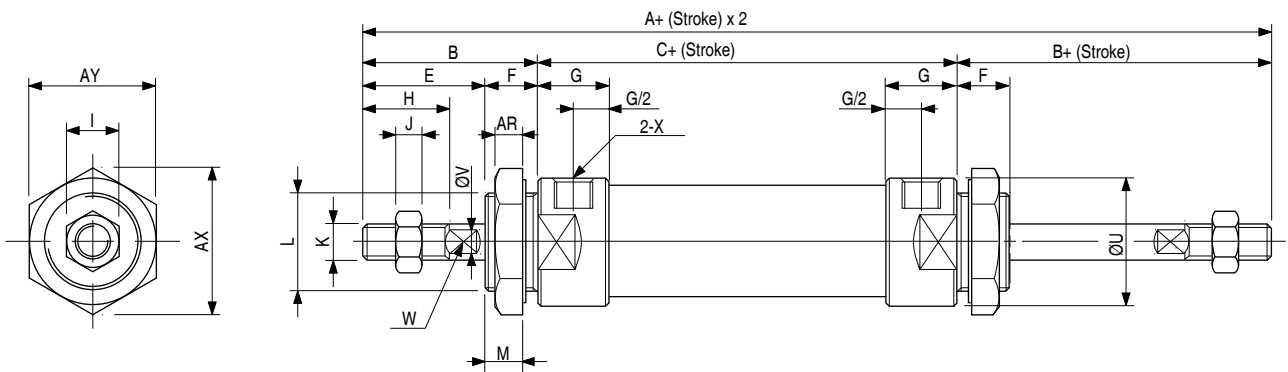 A+ (Stroke) x 2
B
C+ (Stroke)
B+ (Stroke)
AY
E
F
G
G
F
I
H
G/2
G/2
J
AR
2-X
ØV
AX
L
K
ØU
W
M